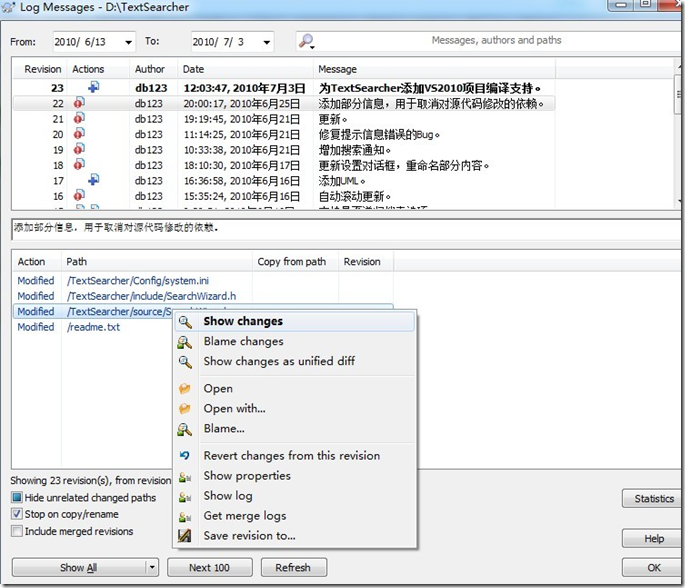 Log Messages - D:\TextSearcher
From: 2010/ 6/13 To: 2010/ 7/ 3 Messages, authors and paths
Revision Actions Author Date Message
23 db123 12:03:47, 2010年7月3日 为TextSearcher添加VS2010项目编译支持。
22 db123 20:00:17, 2010年6月25日 添加部分信息，用于取消对源代码修改的依赖。
21 db123 19:19:45, 2010年6月21日 更新。
20 db123 11:14:25, 2010年6月21日 修复提示信息错误的Bug。
19 db123 10:33:38, 2010年6月21日 增加搜索通知。
18 db123 18:10:30, 2010年6月17日 更新设置对话框，重命名部分内容。
17 db123 16:36:58, 2010年6月16日 添加UML。
16 db123 15:35:24, 2010年6月16日 自动滚动更新。
添加部分信息，用于取消对源代码修改的依赖。
Action Path Copy from path Revision
Modified /TextSearcher/Config/system.ini
Modified /TextSearcher/include/SearchWizard.h
Modified /TextSearcher/source/
Modified /readme.txt
Show changes
Blame changes
Show changes as unified diff
Open
Open with...
Blame...
Revert changes from this revision
Show properties
Show log
Get merge logs
Save revision to...
Showing 23 revision(s), from revision
Hide unrelated changed paths
Stop on copy/rename
Include merged revisions
Statistics
Help
Show All Next 100 Refresh OK